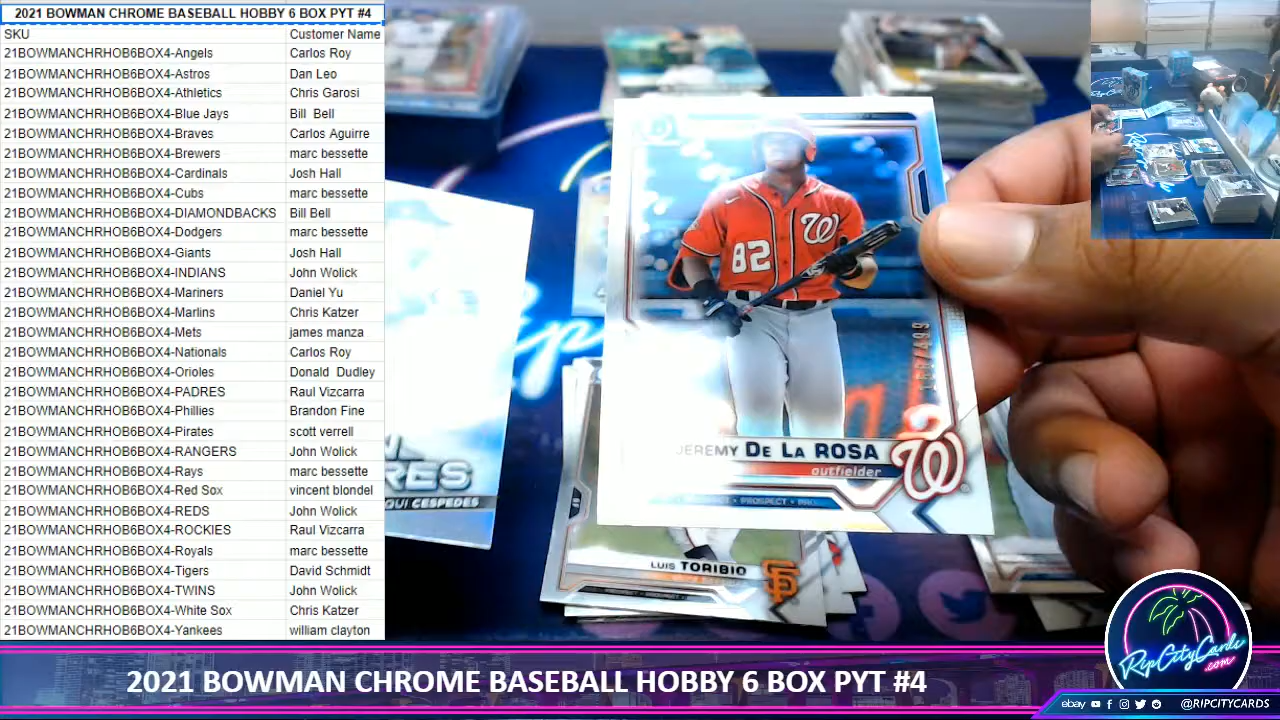 2021 BOWMAN CHROME BASEBALL HOBBY 6 BOX PYT #4
SKU Customer Name
21BOWMANCHRHOB6BOX4-Angels Carlos Roy
21BOWMANCHRHOB6BOX4-Astros Dan Leo
21BOWMANCHRHOB6BOX4-Athletics Chris Garosi
21BOWMANCHRHOB6BOX4-Blue Jays Bill Bell
21BOWMANCHRHOB6BOX4-Braves Carlos Aguirre
21BOWMANCHRHOB6BOX4-Brewers marc bessette
21BOWMANCHRHOB6BOX4-Cardinals Josh Hall
21BOWMANCHRHOB6BOX4-Cubs marc bessette
21BOWMANCHRHOB6BOX4-DIAMONDBACKS Bill Bell
21BOWMANCHRHOB6BOX4-Dodgers marc bessette
21BOWMANCHRHOB6BOX4-Giants Josh Hall
21BOWMANCHRHOB6BOX4-INDIANS John Wolick
21BOWMANCHRHOB6BOX4-Mariners Daniel Yu
21BOWMANCHRHOB6BOX4-Marlins Chris Katzer
21BOWMANCHRHOB6BOX4-Mets james manza
21BOWMANCHRHOB6BOX4-Nationals Carlos Roy
21BOWMANCHRHOB6BOX4-Orioles Donald Dudley
21BOWMANCHRHOB6BOX4-PADRES Raul Vizcarra
21BOWMANCHRHOB6BOX4-Phillies Brandon Fine
21BOWMANCHRHOB6BOX4-Pirates scott verrell
21BOWMANCHRHOB6BOX4-RANGERS John Wolick
21BOWMANCHRHOB6BOX4-Rays marc bessette
21BOWMANCHRHOB6BOX4-Red Sox vincent blondel
21BOWMANCHRHOB6BOX4-REDS John Wolick
21BOWMANCHRHOB6BOX4-ROCKIES Raul Vizcarra
21BOWMANCHRHOB6BOX4-Royals marc bessette
21BOWMANCHRHOB6BOX4-Tigers David Schmidt
21BOWMANCHRHOB6BOX4-TWINS John Wolick
21BOWMANCHRHOB6BOX4-White Sox Chris Katzer
21BOWMANCHRHOB6BOX4-Yankees william clayton
W
82
JEREMY DE LA ROSA
outfielder
W
PROSPECT
CESPEDES
LUIS TORIBIO
SF
RipCityCards
.com
2021 BOWMAN CHROME BASEBALL HOBBY 6 BOX PYT #4
ebay @RIPCITYCARDS